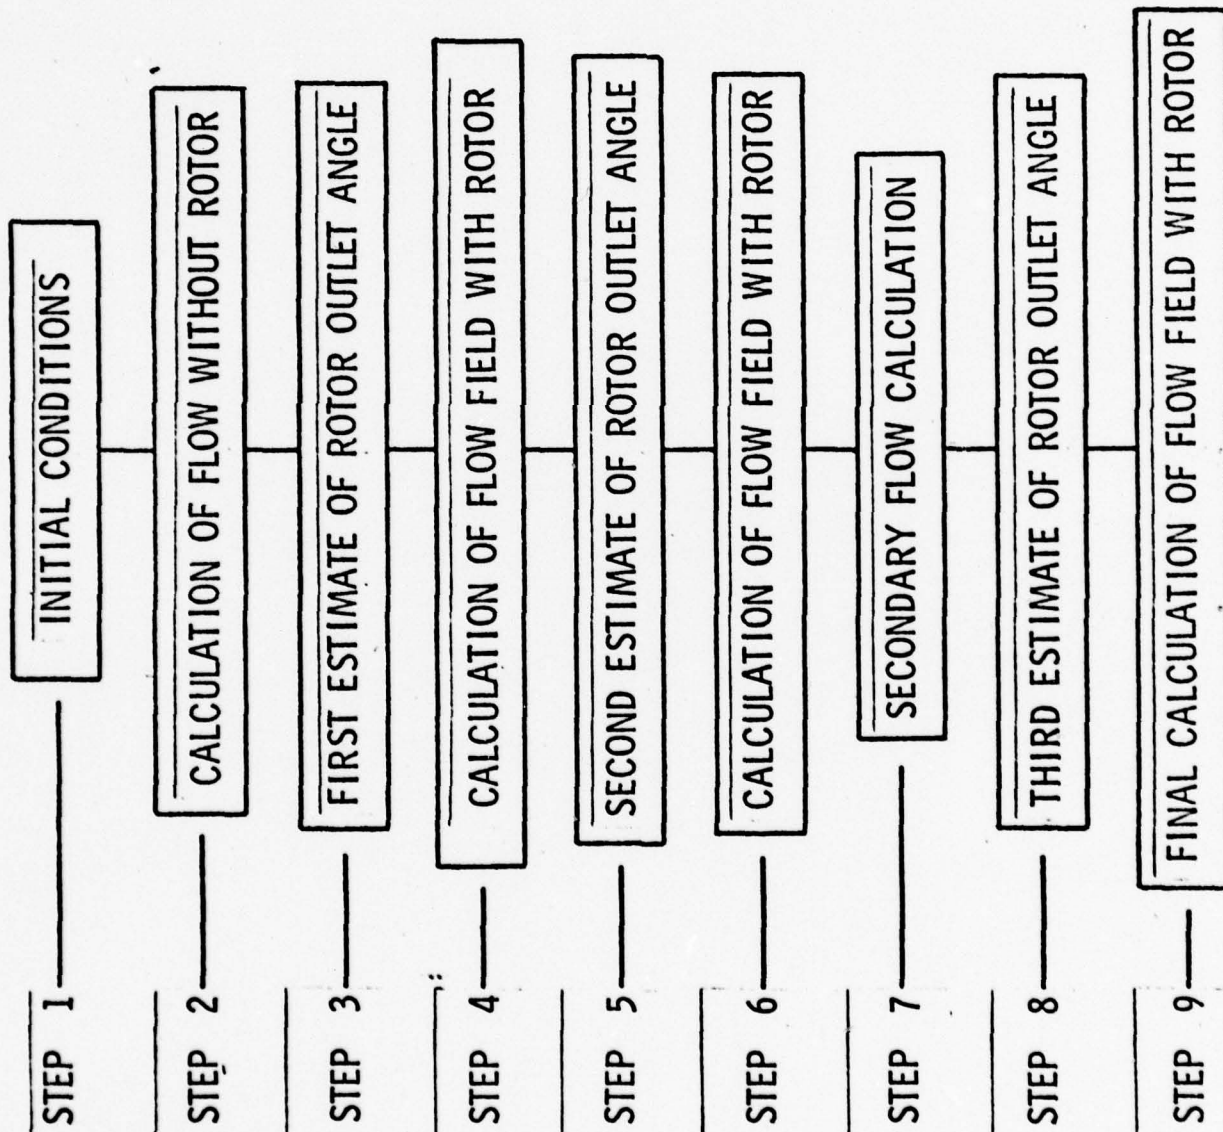 STEP 1 INITIAL CONDITIONS
STEP 2 CALCULATION OF FLOW WITHOUT ROTOR
STEP 3 FIRST ESTIMATE OF ROTOR OUTLET ANGLE
STEP 4 CALCULATION OF FLOW FIELD WITH ROTOR
STEP 5 SECOND ESTIMATE OF ROTOR OUTLET ANGLE
STEP 6 CALCULATION OF FLOW FIELD WITH ROTOR
STEP 7 SECONDARY FLOW CALCULATION
STEP 8 THIRD ESTIMATE OF ROTOR OUTLET ANGLE
STEP 9 FINAL CALCULATION OF FLOW FIELD WITH ROTOR